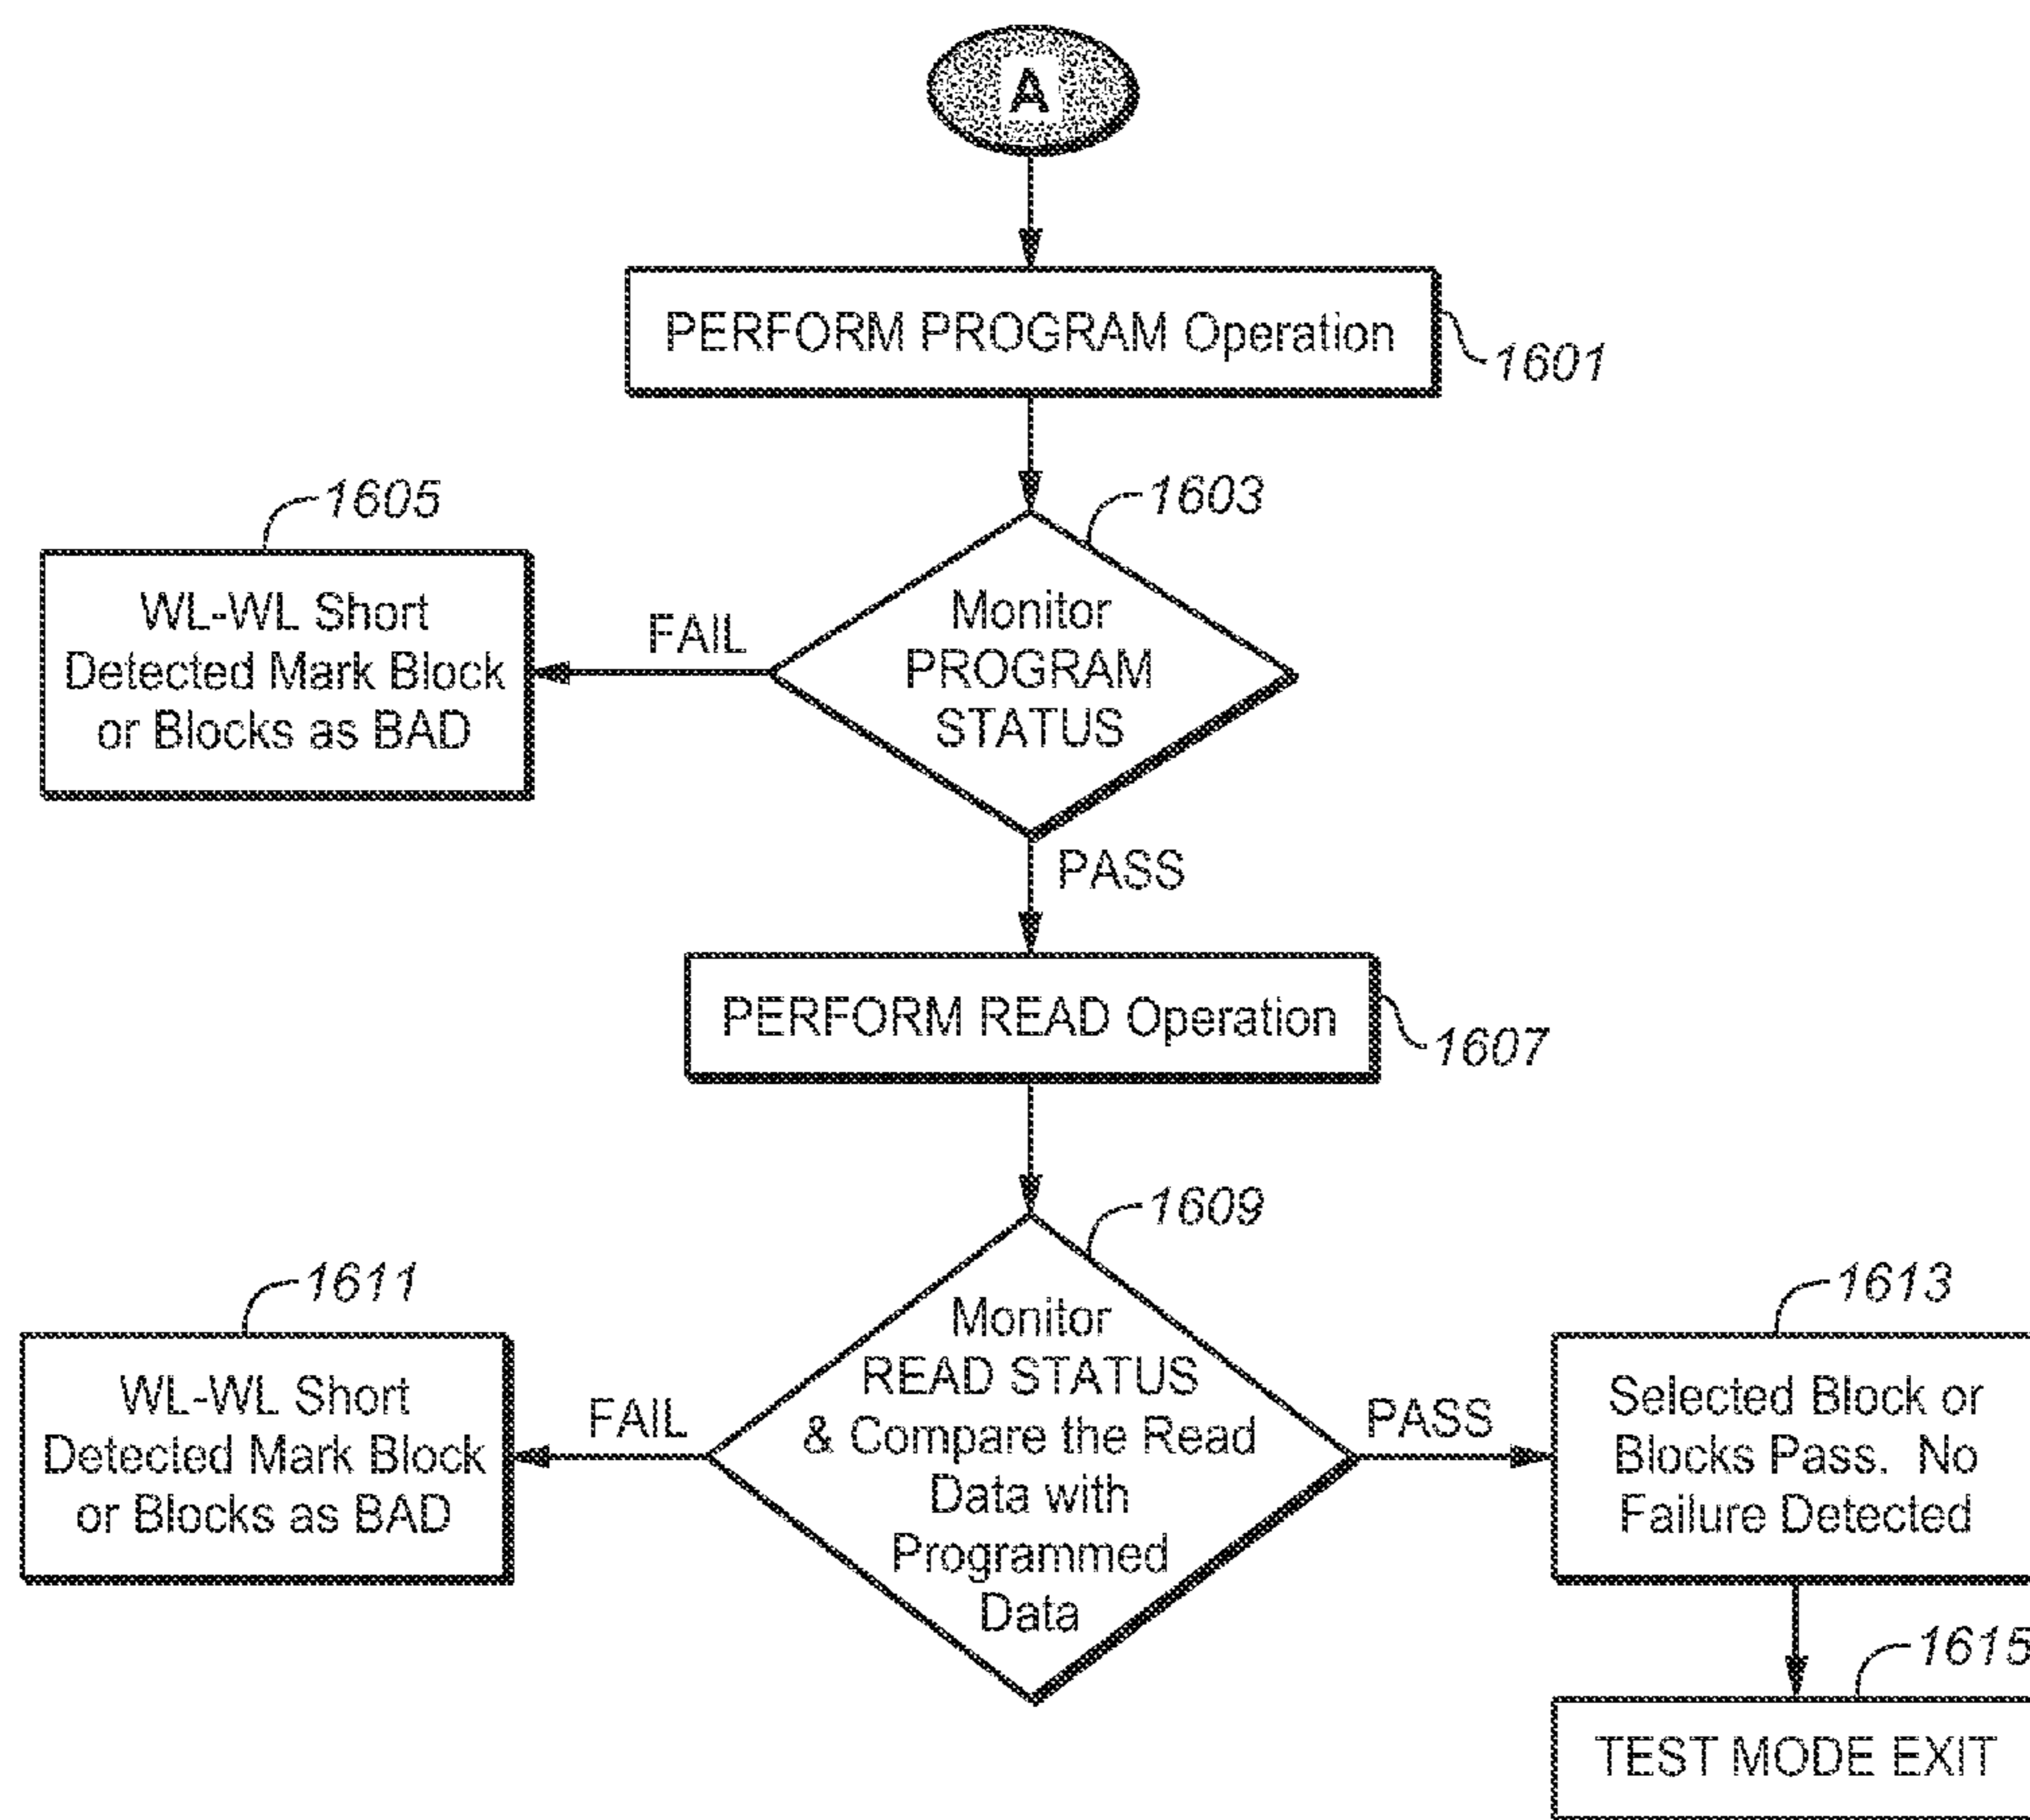 A
PERFORM PROGRAM Operation
1601
1605
1603
WL-WL Short
Detected Mark Block
or Blocks as BAD
FAIL
Monitor
PROGRAM
STATUS
PASS
PERFORM READ Operation
1607
1609
1611
1613
WL-WL Short
Detected Mark Block
or Blocks as BAD
FAIL
Monitor
READ STATUS
& Compare the Read
Data with
Programmed
Data
PASS
Selected Block or
Blocks Pass. No
Failure Detected
1615
TEST MODE EXIT